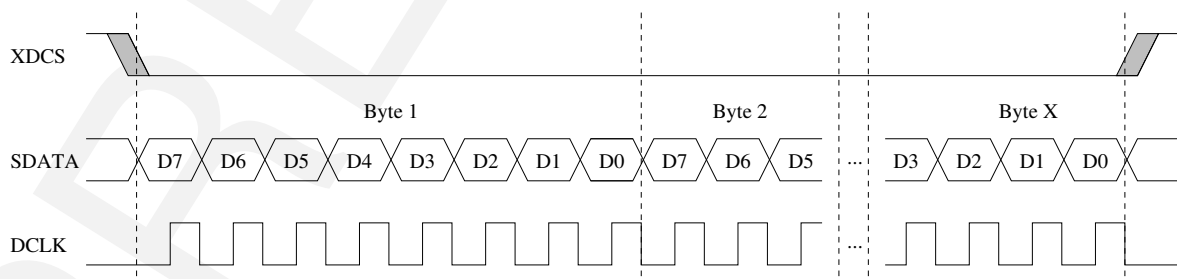 XDCS
Byte 1 Byte 2 Byte X
SDATA D7 D6 D5 D4 D3 D2 D1 D0 D7 D6 D5 ... D3 D2 D1 D0
DCLK ...